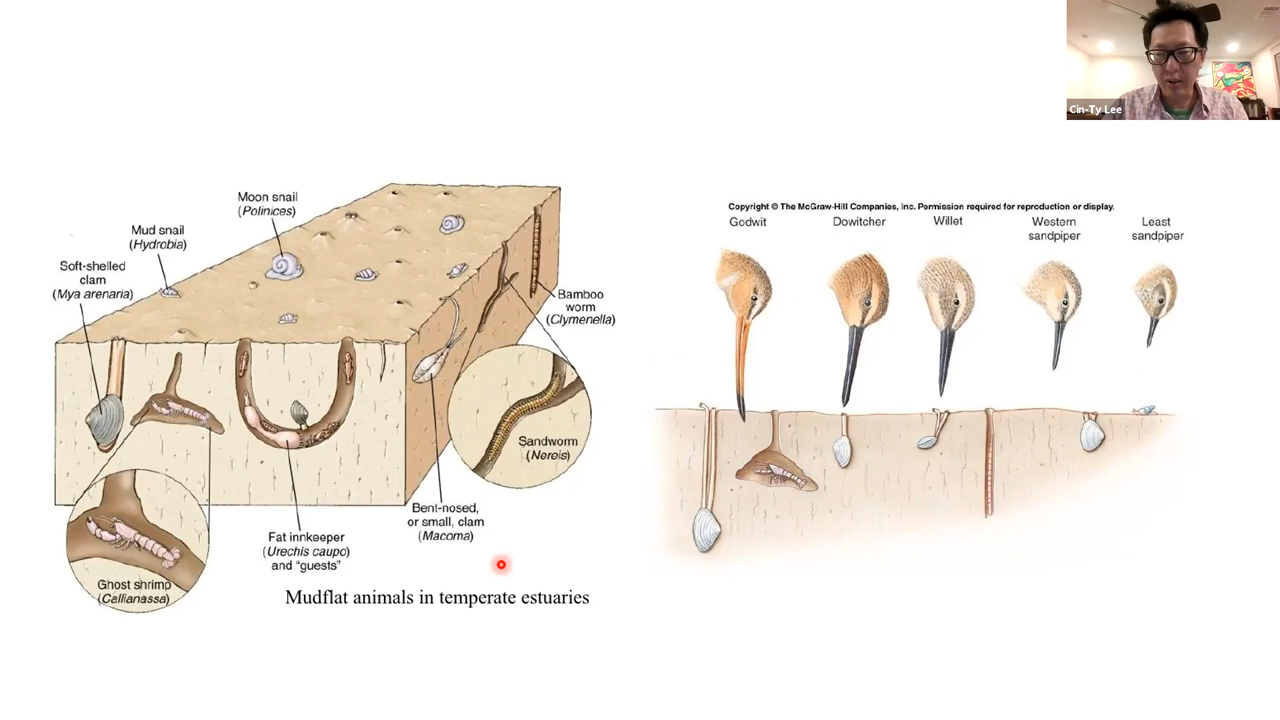 Cin-Ty Lee
Moon snail
(Polinices)
Mud snail
(Hydrobia)
Soft-shelled
clam
(Mya arenaria)
Bamboo
worm
(Clymenella)
Sandworm
(Nereis)
Bent-nosed,
or small, clam
(Macoma)
Fat innkeeper
(Urechis caupo)
and “guests”
Ghost shrimp
(Callianassa)
Mudflat animals in temperate estuaries
Copyright © The McGraw-Hill Companies, Inc. Permission required for reproduction or display.
Godwit
Dowitcher
Willet
Western
sandpiper
Least
sandpiper